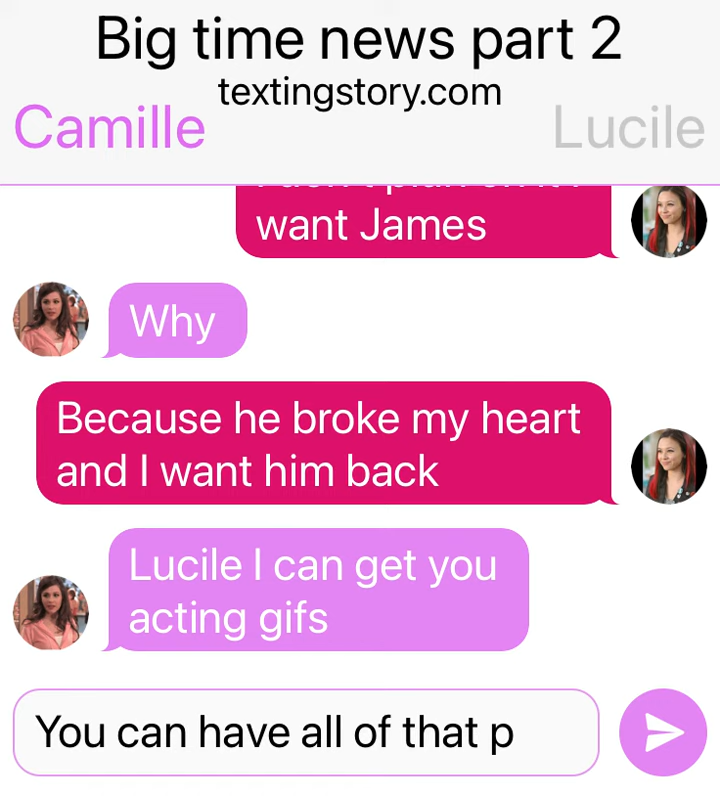 Big time news part 2
textingstory.com
Camille
Lucile
want James
Why
Because he broke my heart
and I want him back
Lucile I can get you
acting gifs
You can have all of that p